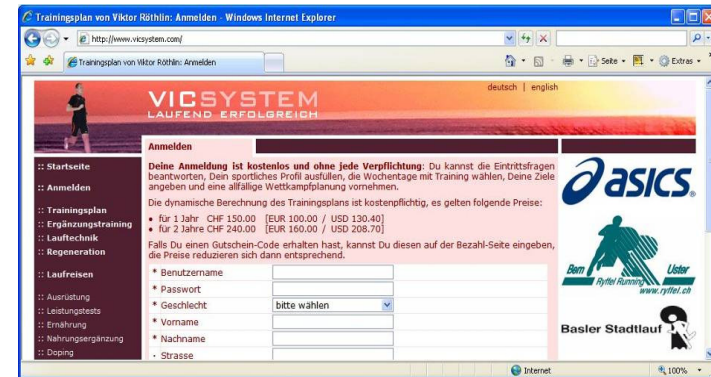 Trainingsplan von Viktor Röthlin: Anmelden - Windows Internet Explorer
http://www.vicsystem.com/
Trainingsplan von Viktor Röthlin: Anmelden
Seite
Extras
deutsch | english
VICSYSTEM
LAUFEND ERFOLGREICH
Anmelden
:: Startseite
:: Anmelden
:: Trainingsplan
:: Ergänzungstraining
:: Lauftechnik
:: Regeneration
:: Laufreisen
:: Ausrüstung
:: Leistungstests
:: Ernährung
:: Nahrungsergänzung
:: Doping
Deine Anmeldung ist kostenlos und ohne jede Verpflichtung: Du kannst die Eintrittsfragen
beantworten, Dein sportliches Profil ausfüllen, die Wochentage mit Training wählen, Deine Ziele
angeben und eine allfällige Wettkampfplanung vornehmen.
Die dynamische Berechnung des Trainingsplans ist kostenpflichtig, es gelten folgende Preise:
• für 1 Jahr CHF 150.00 [EUR 100.00 / USD 130.40]
• für 2 Jahre CHF 240.00 [EUR 160.00 / USD 208.70]
Falls Du einen Gutschein-Code erhalten hast, kannst Du diesen auf der Bezahl-Seite eingeben,
die Preise reduzieren sich dann entsprechend.
* Benutzername
* Passwort
* Geschlecht bitte wählen
* Vorname
* Nachname
· Strasse
asics.
Bern Uster
Ryffel Running
www.ryffel.ch
Basler Stadtlauf
Internet
100%